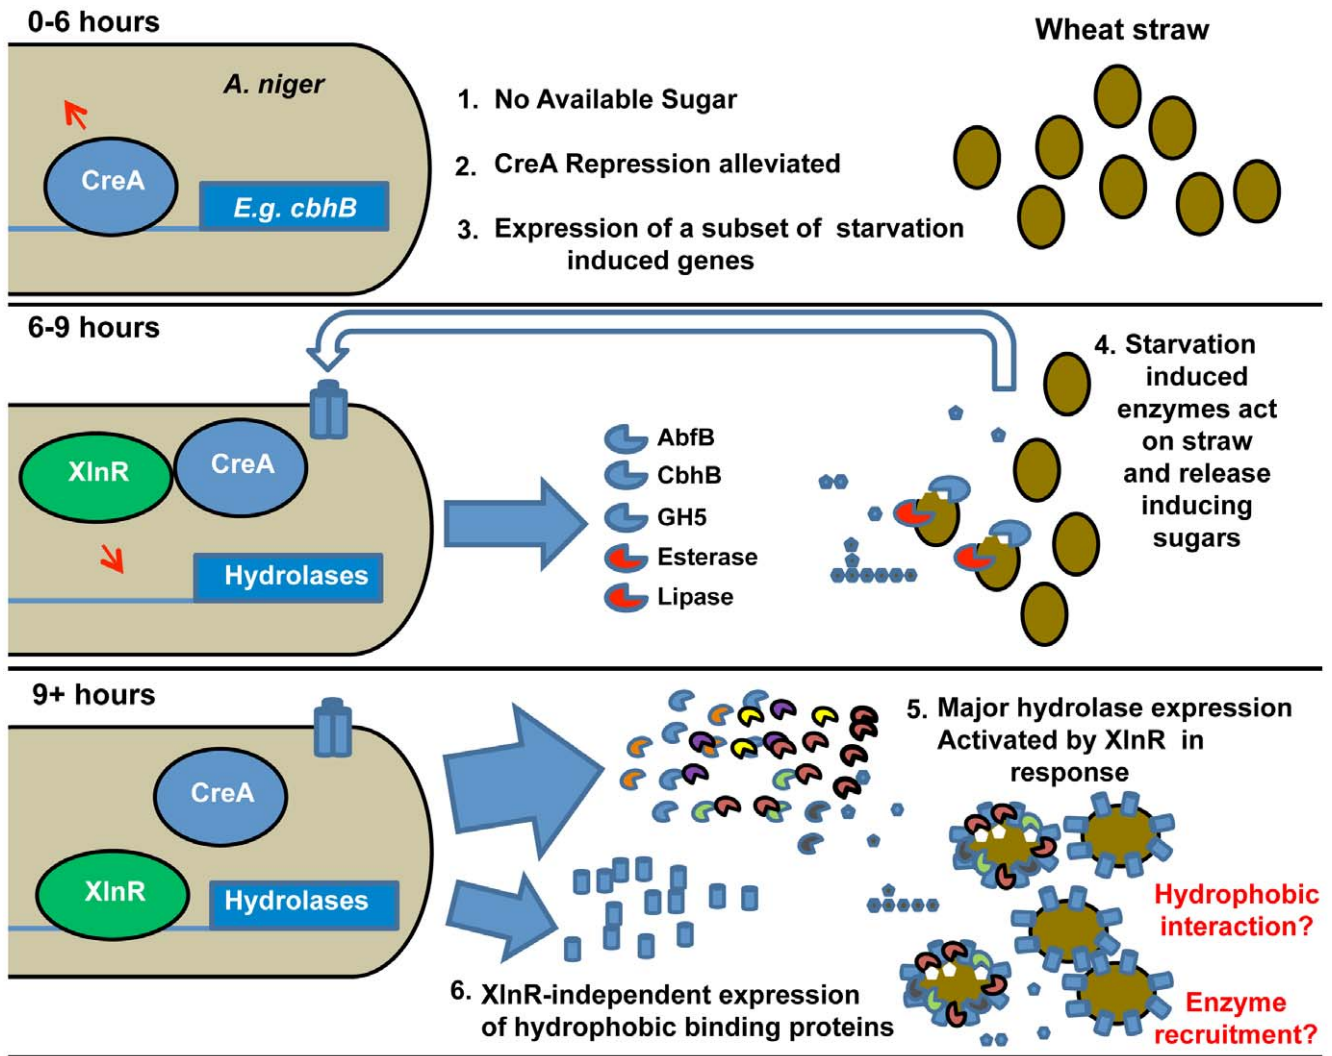 0-6 hours
Wheat straw
A. niger
CreA
E.g. cbhB
1. No Available Sugar
2. CreA Repression alleviated
3. Expression of a subset of starvation
induced genes
6-9 hours
XlnR
CreA
Hydrolases
AbfB
CbhB
GH5
Esterase
Lipase
4. Starvation
induced
enzymes act
on straw
and release
inducing
sugars
9+ hours
CreA
XlnR
Hydrolases
5. Major hydrolase expression
Activated by XlnR in
response
Hydrophobic
interaction?
Enzyme
recruitment?
6. XlnR-independent expression
of hydrophobic binding proteins